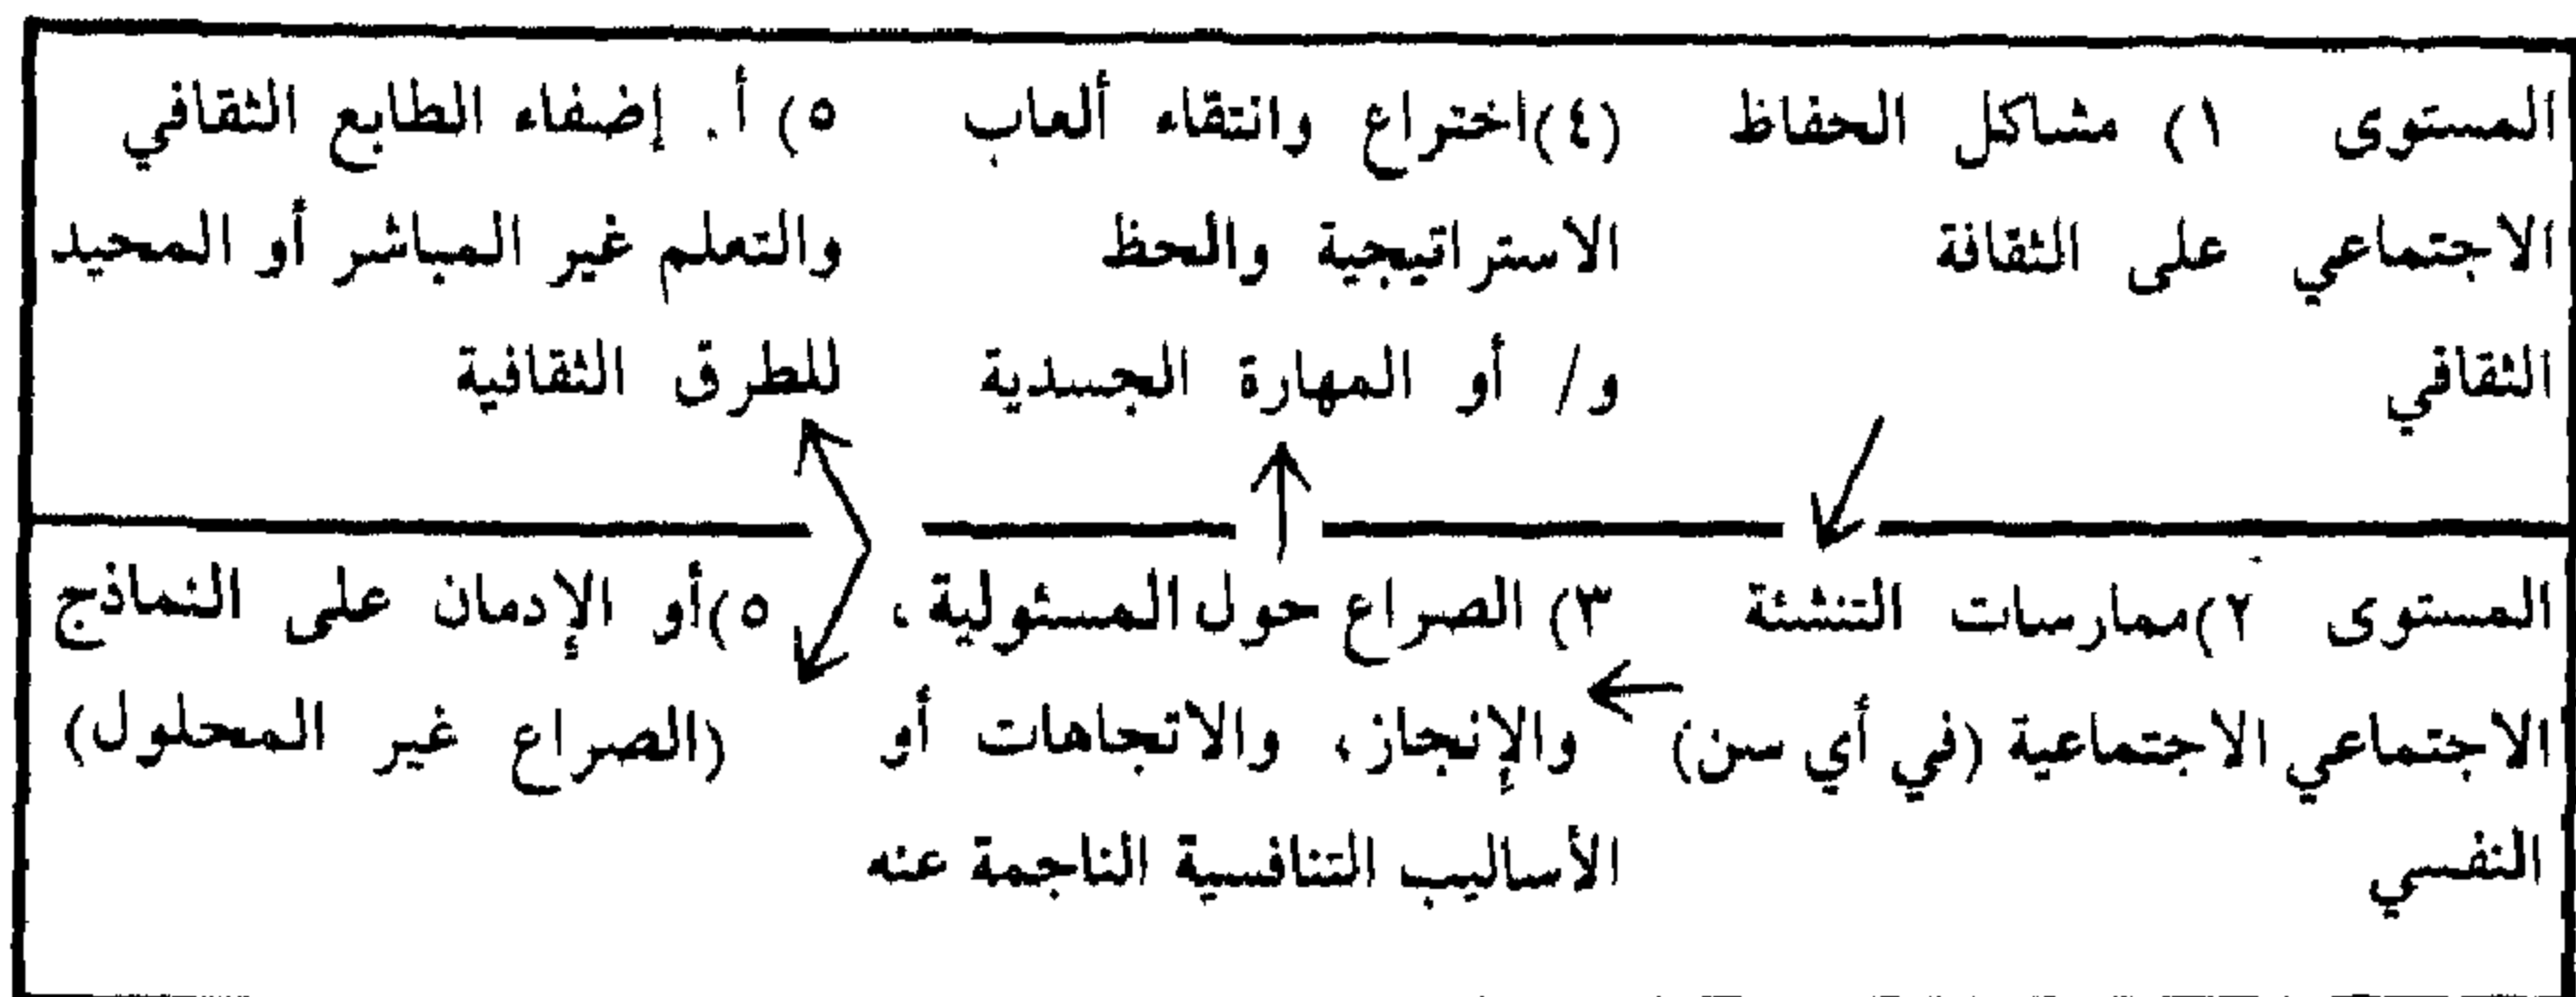 المستوى ١) مشاكل الحفاظ (٤)اختراع وانتقاء ألعاب ٥) أ. إضفاء الطابع الثقافي
الاجتماعي على الثقافة الاستراتيجية والحظ والتعلم غير المباشر أو المحيد
الثقافي و/ أو المهارة الجسدية للطرق الثقافية
المستوى ٢)ممارسات التنشئة ٣) الصراع حول المسئولية، ٥)أو الإدمان على النماذج
الاجتماعي الاجتماعية (في أي سن) والإنجاز، والاتجاهات أو (الصراع غير المحلول)
النفسي الأساليب التنافسية الناجمة عنه